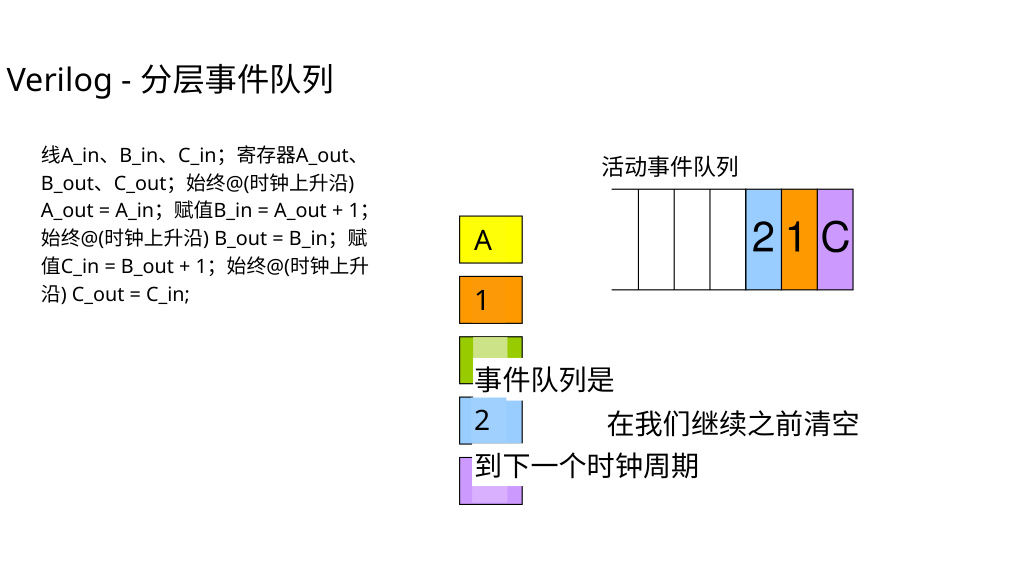 Verilog - 分层事件队列
线A_in、B_in、C_in；寄存器A_out、
B_out、C_out；始终@(时钟上升沿)
A_out = A_in；赋值B_in = A_out + 1；
始终@(时钟上升沿) B_out = B_in；赋
值C_in = B_out + 1；始终@(时钟上升
沿) C_out = C_in;
活动事件队列
2 1 C
A
1
事件队列是
2
在我们继续之前清空
到下一个时钟周期